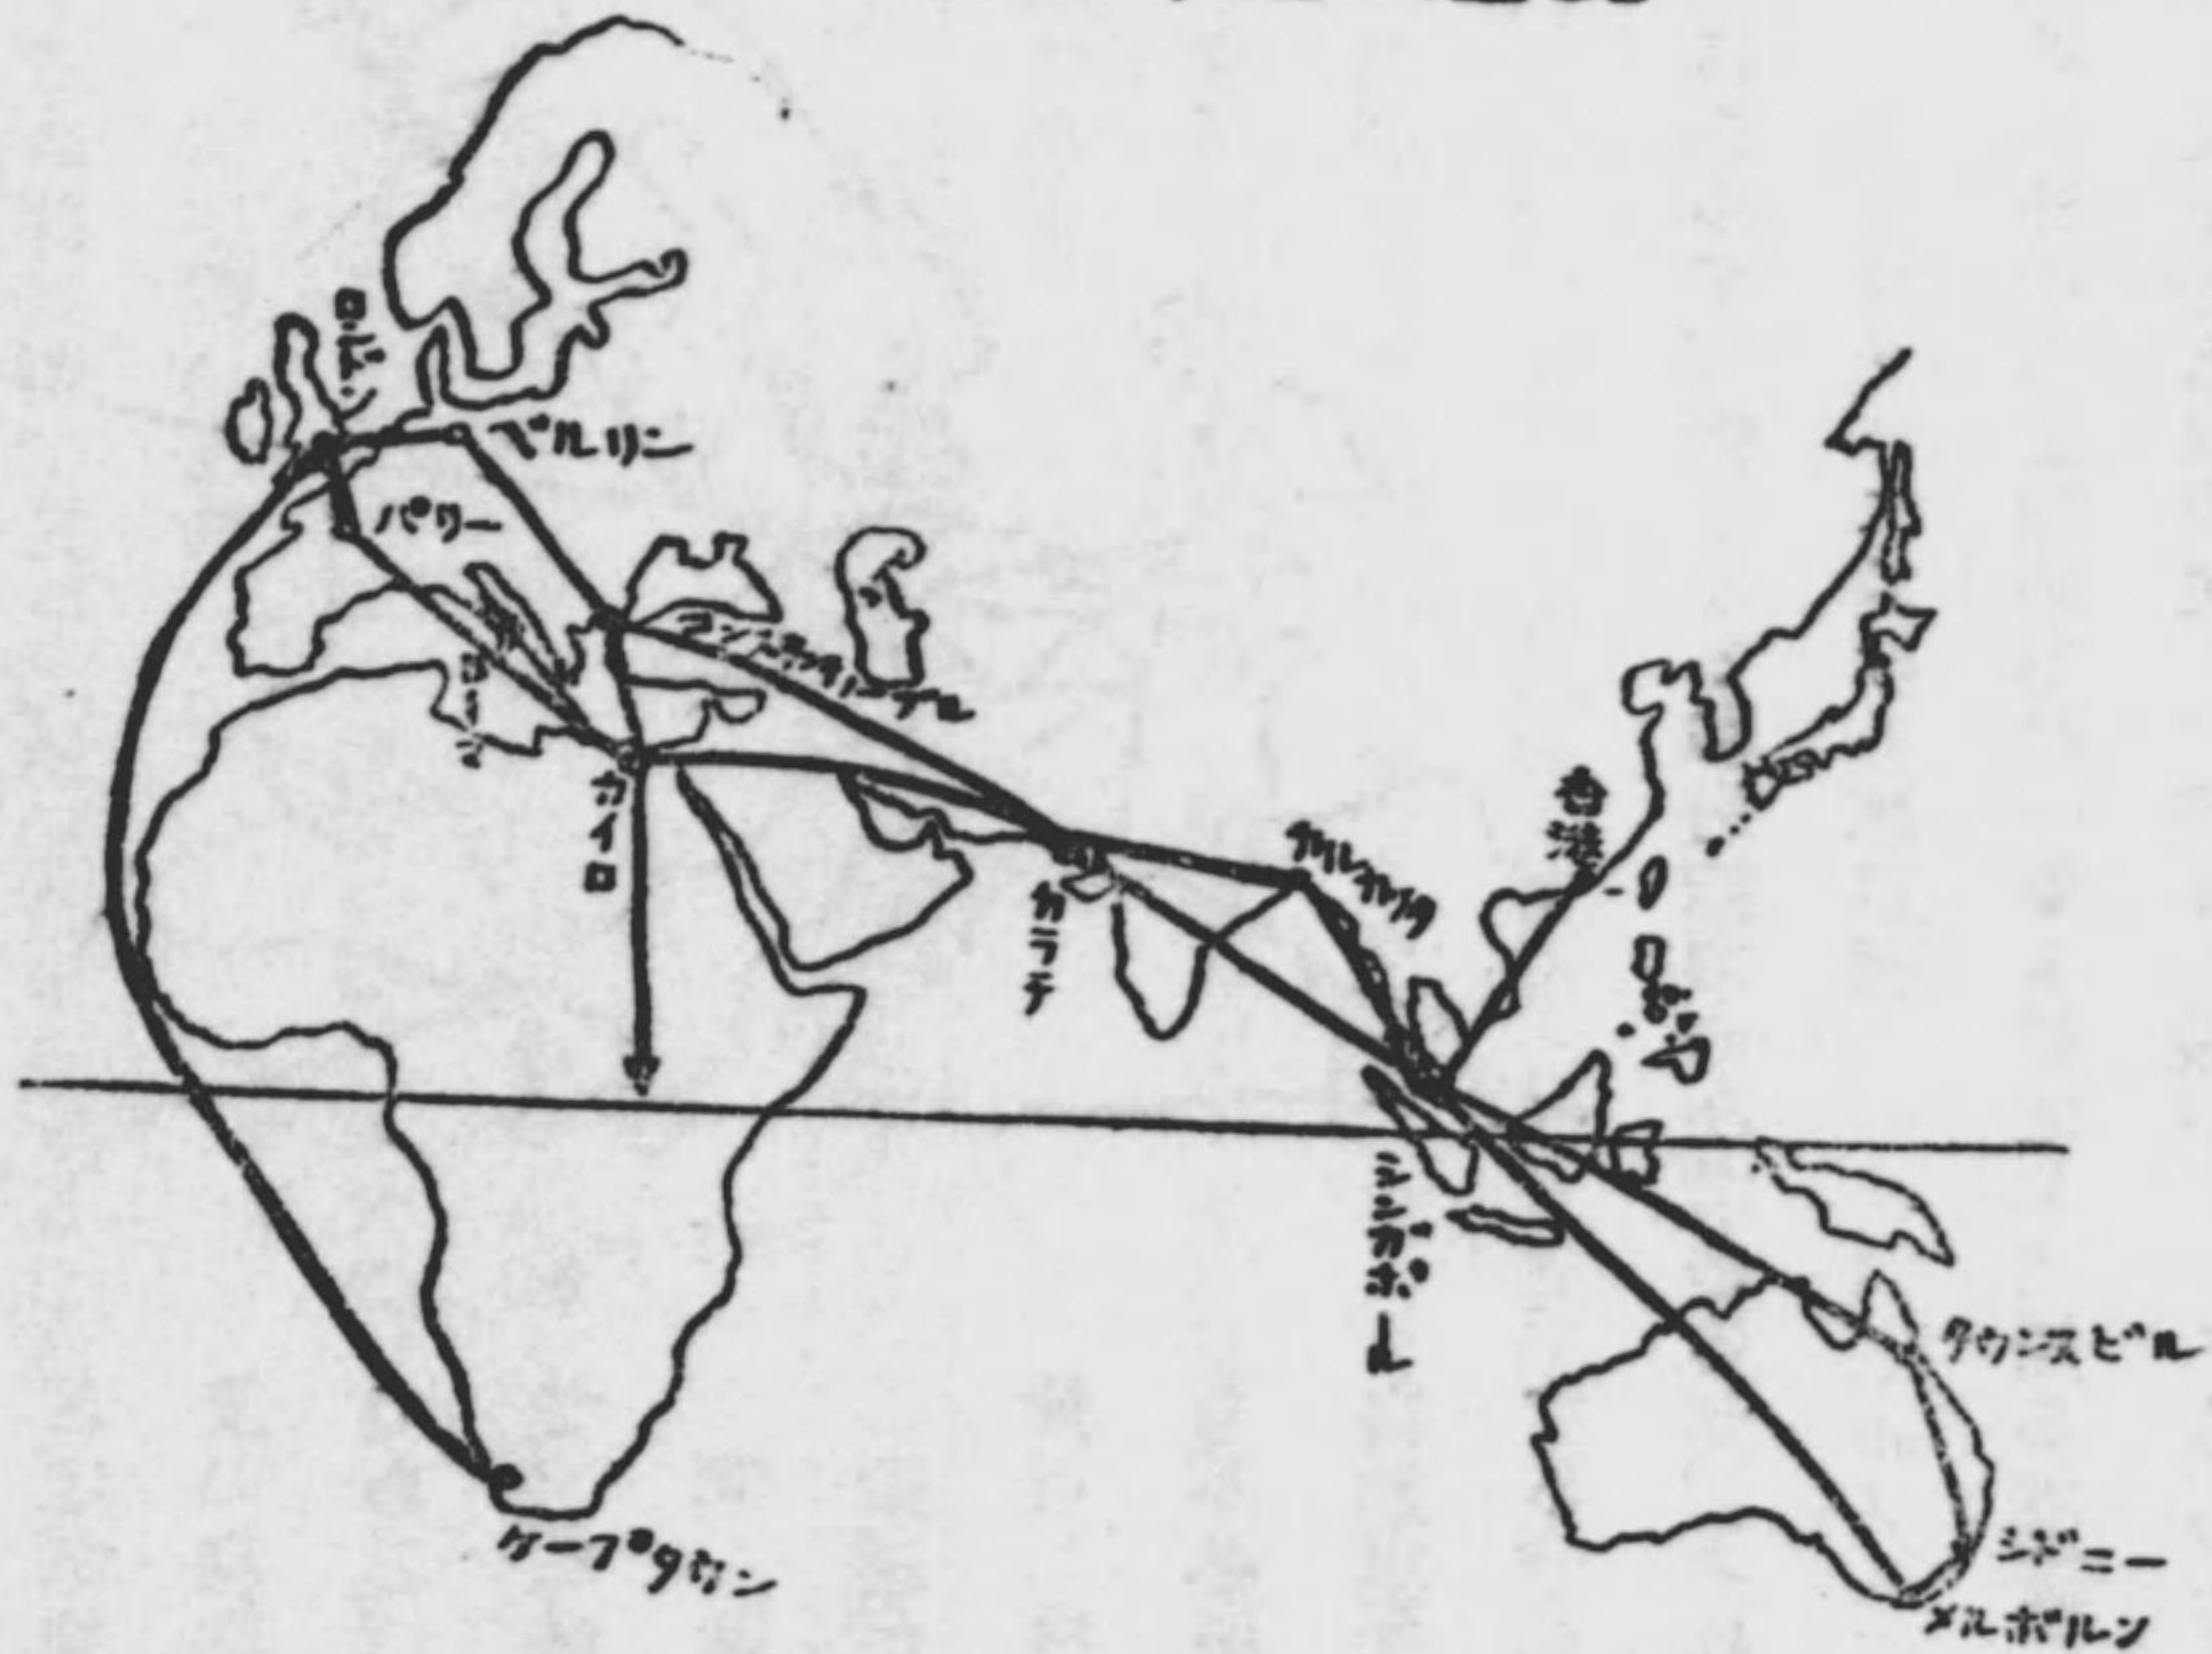 ロンドン
ベルリン
パリー
コンスタンチノープル
カイロ
カラチ
カルカッタ
香港
シンガポール
タウンスビル
シドニー
メルボルン
ケープタウン